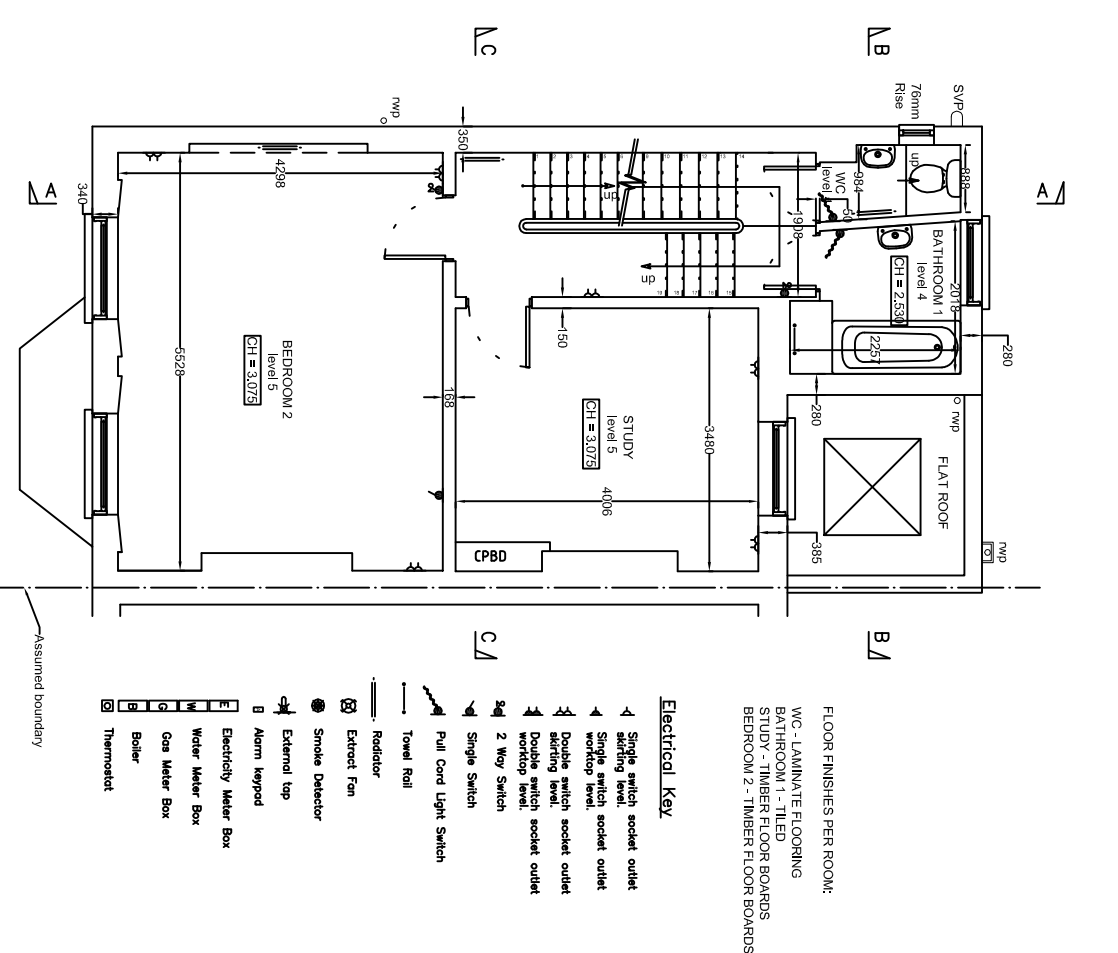 C
B
A
A
C
B
rwp
350
76mm
Rise
SVP
340
4298
5528
BEDROOM 2
level 5
CH = 3.075
168
up
up
150
STUDY
level 5
CH = 3.075
3480
4006
CPBD
1908
WC
level
984
up
50
888
BATHROOM 1
level 4
CH = 2.530
2018
2257
280
280
385
rwp
FLAT ROOF
rwp
Assumed boundary
FLOOR FINISHES PER ROOM:
WC - LAMINATE FLOORING
BATHROOM 1 - TILED
STUDY - TIMBER FLOOR BOARDS
BEDROOM 2 - TIMBER FLOOR BOARDS
Electrical Key
Single switch socket outlet
skirting level.
Single switch socket outlet
worktop level.
Double switch socket outlet
skirting level.
Double switch socket outlet
worktop level.
2 Way Switch
Single Switch
Pull Cord Light Switch
Towel Rail
Radiator
Extract Fan
Smoke Detector
External tap
Alarm keypad
E Electricity Meter Box
W Water Meter Box
G Gas Meter Box
B Boiler
Thermostat